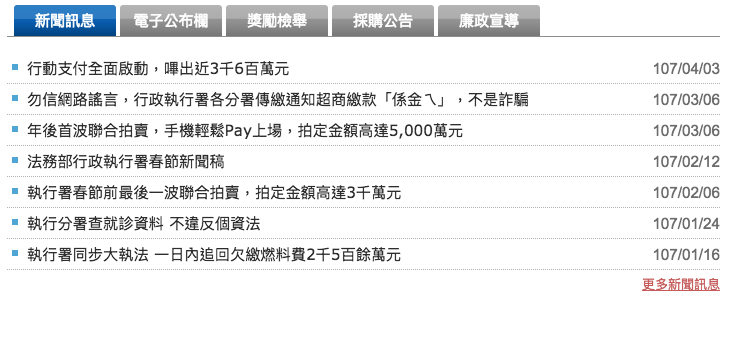 新聞訊息 電子公布欄 獎勵檢舉 採購公告 廉政宣導
行動支付全面啟動，嗶出近3千6百萬元 107/04/03
勿信網路謠言，行政執行署各分署傳繳通知超商繳款「係金ㄟ」，不是詐騙 107/03/06
年後首波聯合拍賣，手機輕鬆Pay上場，拍定金額高達5,000萬元 107/03/06
法務部行政執行署春節新聞稿 107/02/12
執行署春節前最後一波聯合拍賣，拍定金額高達3千萬元 107/02/06
執行分署查就診資料 不違反個資法 107/01/24
執行署同步大執法 一日內追回欠繳燃料費2千5百餘萬元 107/01/16
更多新聞訊息